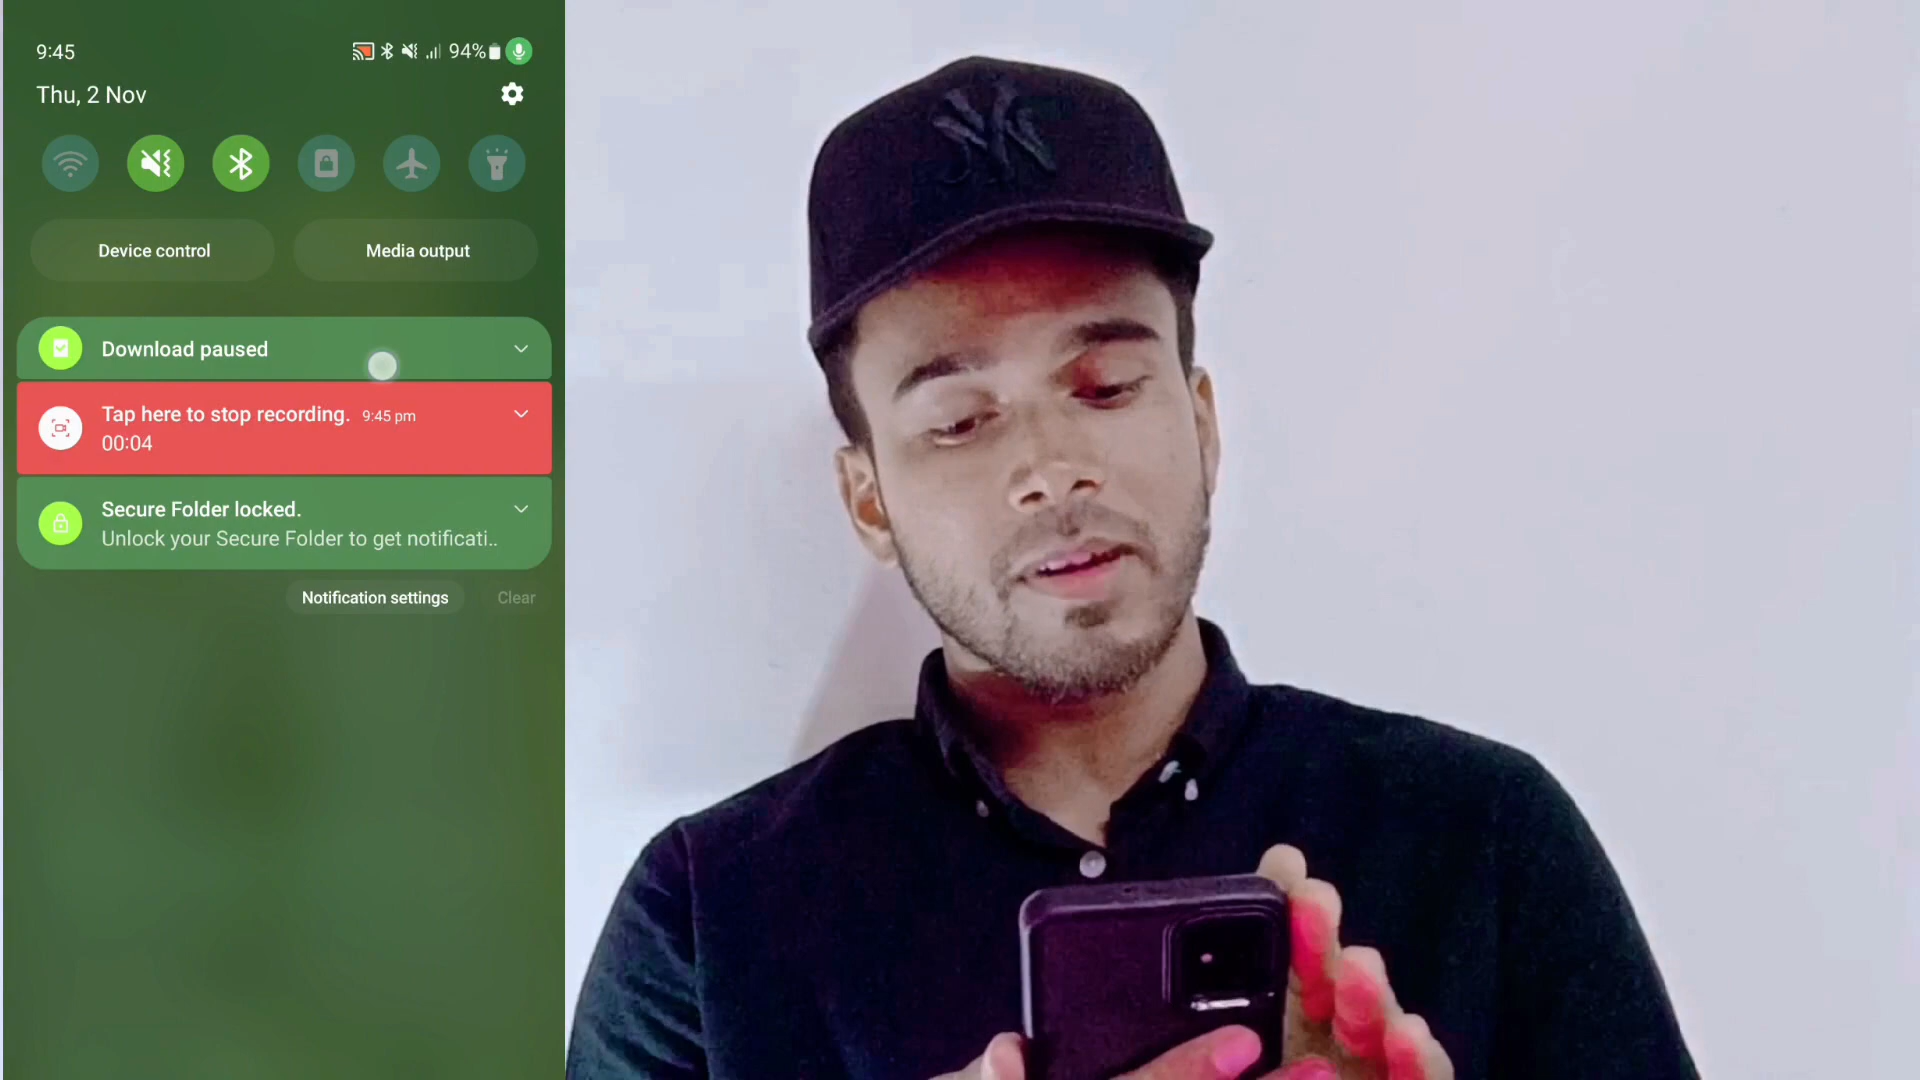 9:45
94%
Thu, 2 Nov
Device control
Media output
Download paused
Tap here to stop recording. 9:45 pm
00:04
Secure Folder locked.
Unlock your Secure Folder to get notificati..
Notification settings
Clear
NY